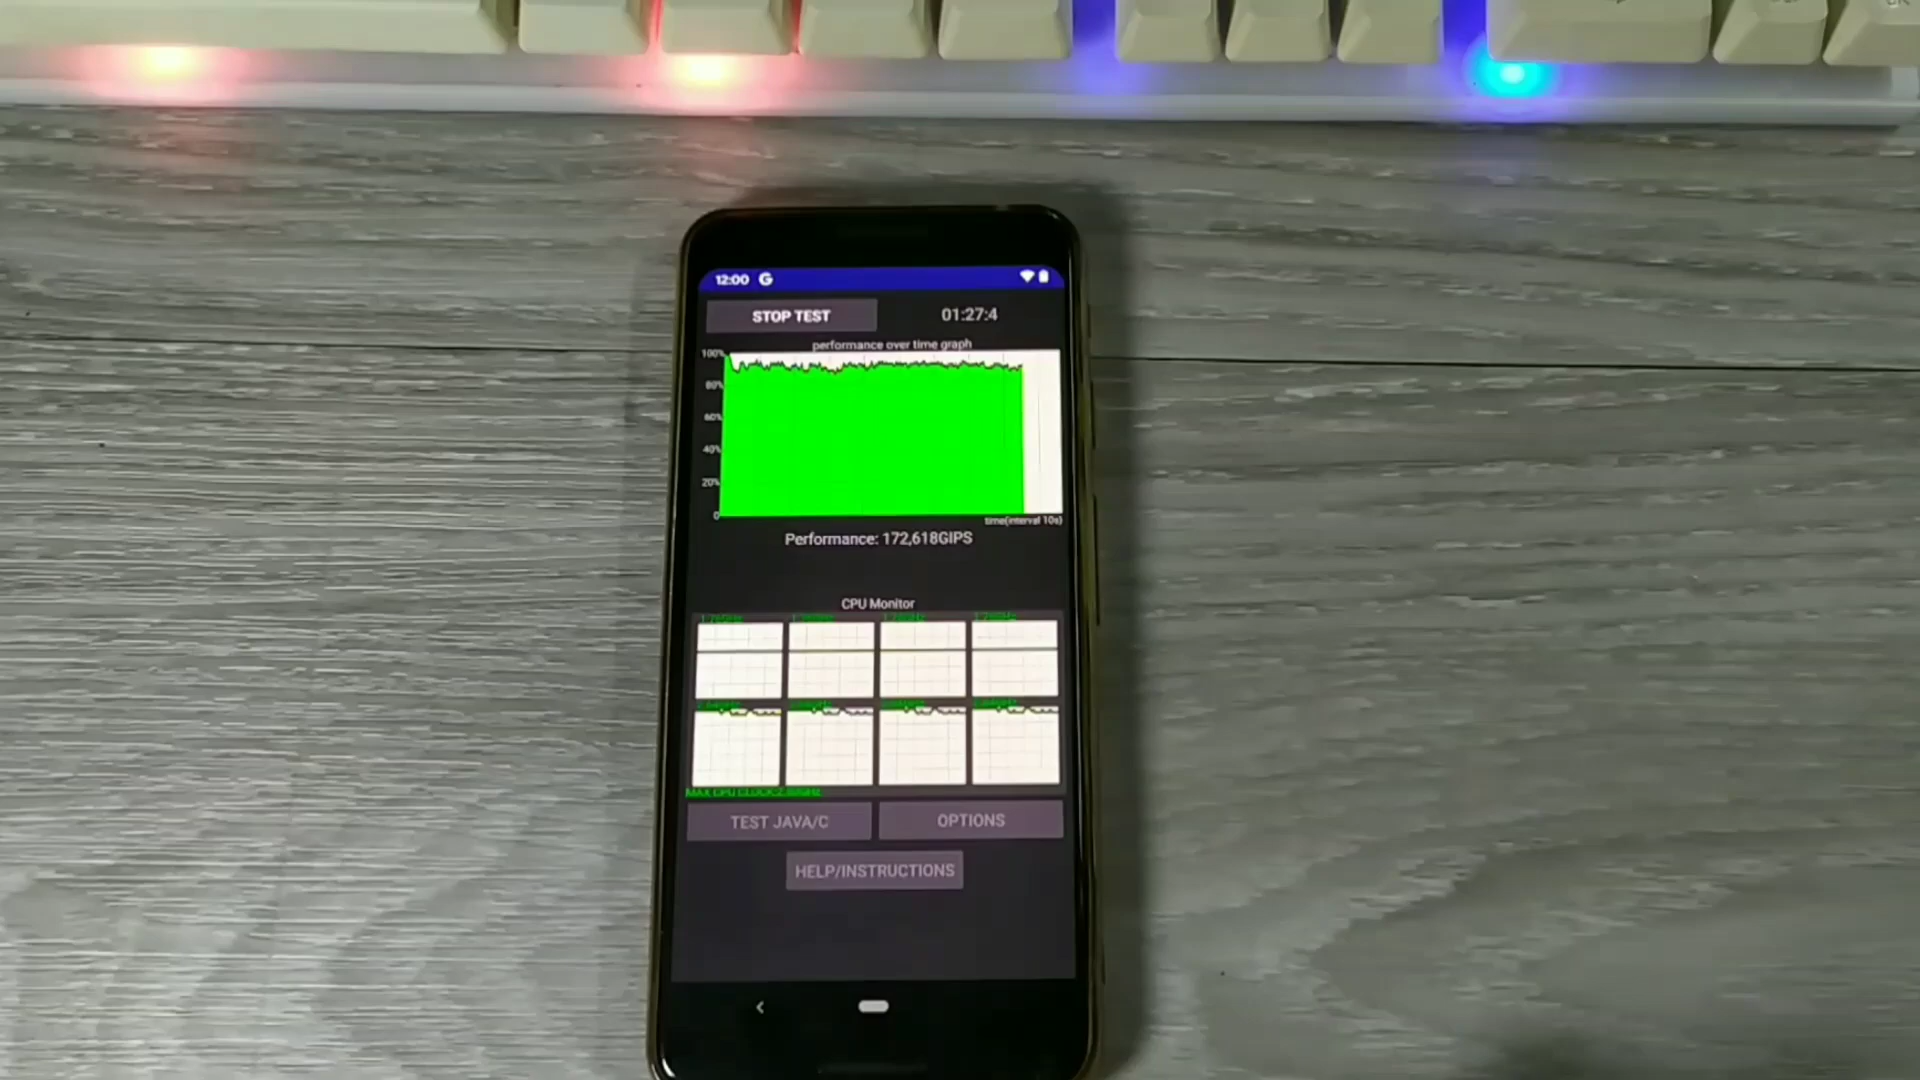 12:00 G
STOP TEST 01:27:4
performance over time graph
100%
80%
60%
40%
20%
0
time(interval 10s)
Performance: 172,618GIPS
CPU Monitor
TEST JAVA/C OPTIONS
HELP/INSTRUCTIONS